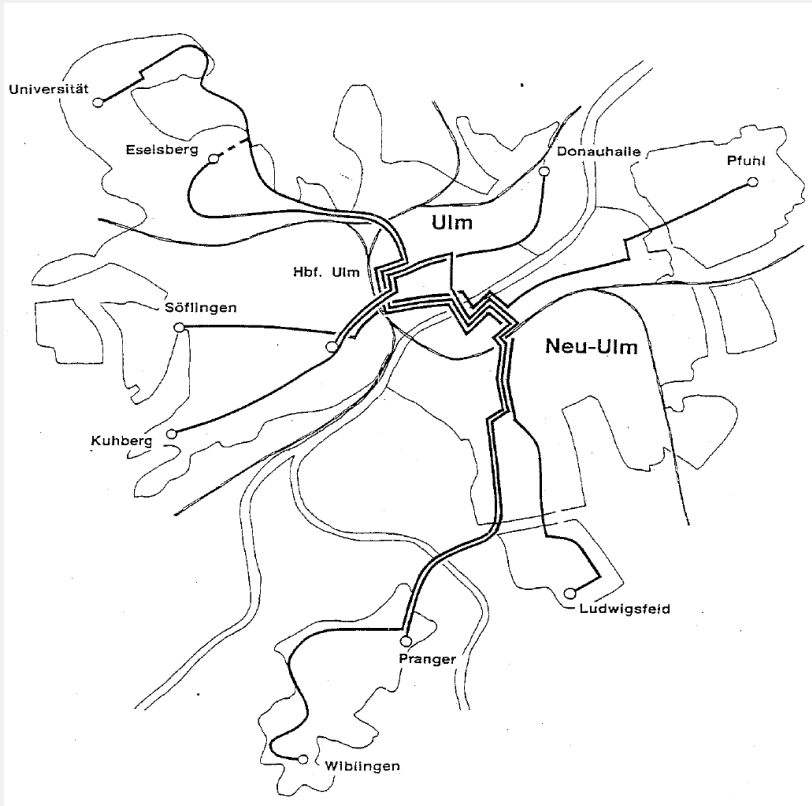 Universität
Eselsberg
Donauhalle
Pfuhl
Ulm
Hbf. Ulm
Söflingen
Neu-Ulm
Kuhberg
Ludwigsfeld
Pranger
Wiblingen